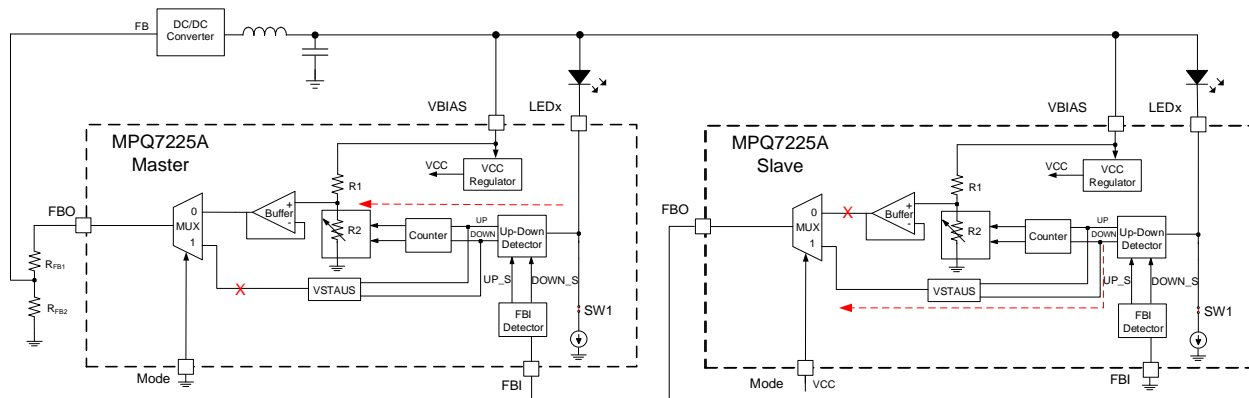 FB
DC/DC
Converter
VBIAS
LEDx
MPQ7225A
Master
VCC
VCC
Regulator
R1
FBO
0
MUX
1
Buffer
+
-
R2
Counter
UP
DOWN
Up-Down
Detector
UP_S
DOWN_S
VSTAUS
FBI
Detector
SW1
RFB1
RFB2
Mode
FBI
VBIAS
LEDx
MPQ7225A
Slave
VCC
VCC
Regulator
R1
FBO
0
MUX
1
Buffer
+
-
R2
Counter
UP
DOWN
Up-Down
Detector
UP_S
DOWN_S
VSTAUS
FBI
Detector
SW1
Mode
VCC
FBI